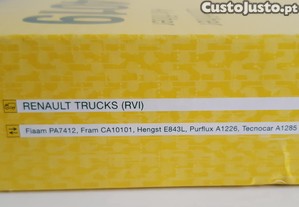 CustoJusto.pt
RENAULT TRUCKS (RVI)
Fiaam PA7412, Fram CA10101, Hengst E843L, Purflux A1226, Tecnocar A1285